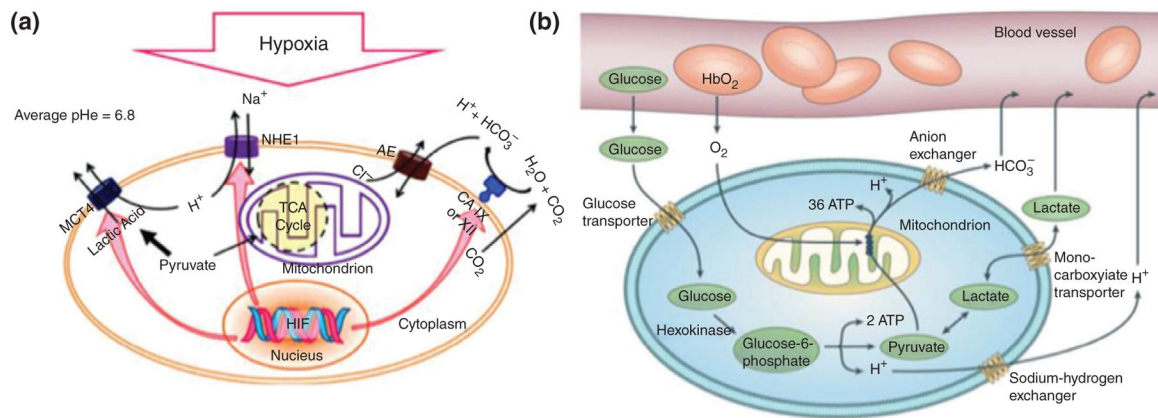 (a)
Hypoxia
Average pHe = 6.8
Na+
NHE1
AE
H+ + HCO3−
H2O + CO2
Cl−
MCT4
Lactic Acid
H+
TCA
Cycle
CA IX
or XII
CO2
Pyruvate
Mitochondrion
HIF
Nucleus
Cytoplasm
(b)
Blood vessel
Glucose
HbO2
Glucose
O2
Anion
exchanger
HCO3−
Glucose
transporter
H+
36 ATP
Mitochondrion
Lactate
Mono-
carboxyiate
transporter
H+
Glucose
Lactate
Hexokinase
2 ATP
Glucose-6-
phosphate
Pyruvate
H+
Sodium-hydrogen
exchanger